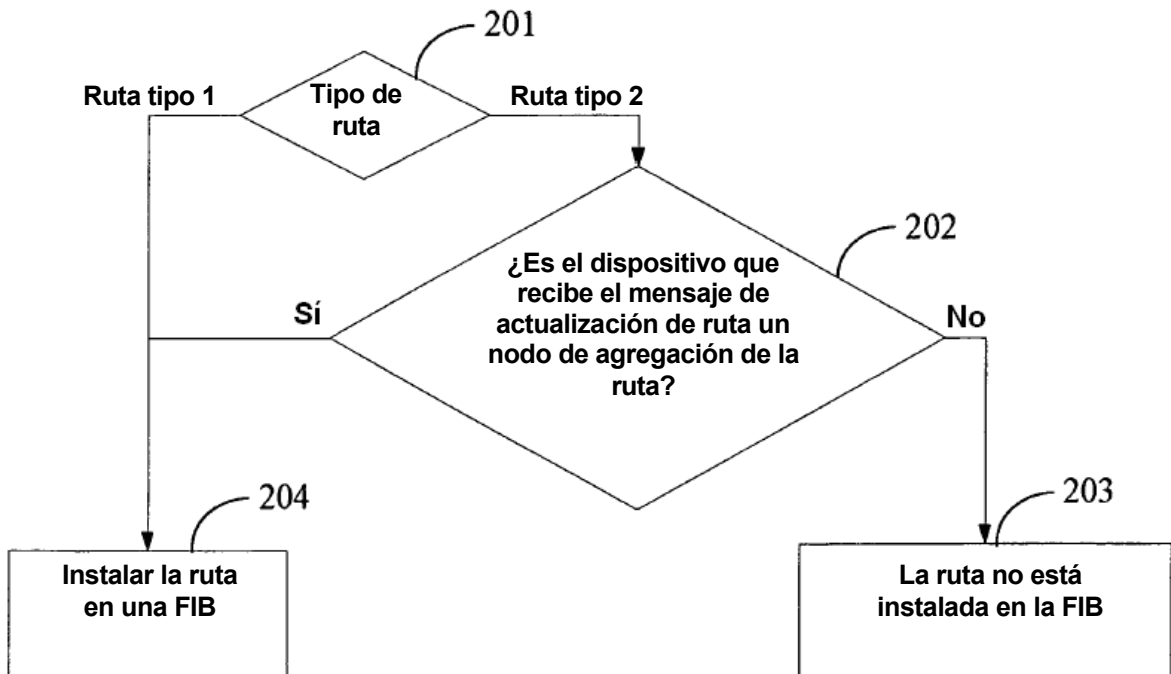 201
Ruta tipo 1
Tipo de
ruta
Ruta tipo 2
202
¿Es el dispositivo que
recibe el mensaje de
actualización de ruta un
nodo de agregación de la
ruta?
Sí
No
204
203
Instalar la ruta
en una FIB
La ruta no está
instalada en la FIB